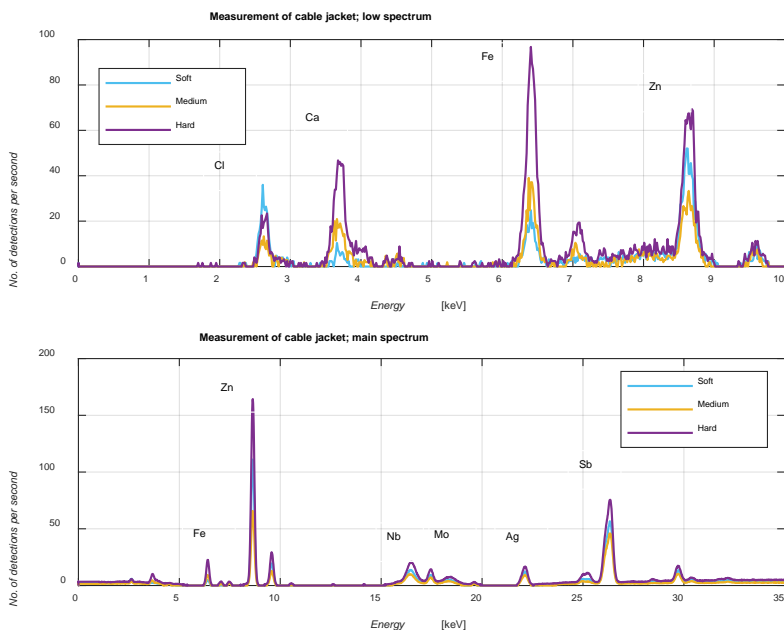 Measurement of cable jacket; low spectrum
100
80
60
40
20
0
No. of detections per second
Soft
Medium
Hard
Cl
Ca
Fe
Zn
0 1 2 3 4 5 6 7 8 9 10
Energy [keV]
Measurement of cable jacket; main spectrum
200
150
100
50
0
No. of detections per second
Zn
Fe
Nb
Mo
Ag
Sb
Soft
Medium
Hard
0 5 10 15 20 25 30 35
Energy [keV]